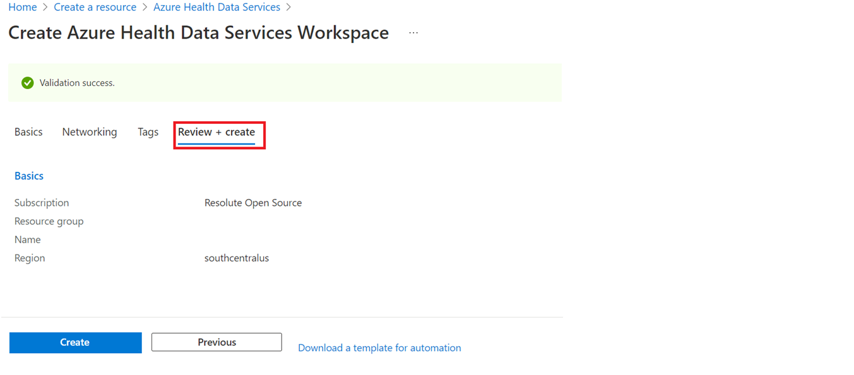 Home > Create a resource > Azure Health Data Services >
Create Azure Health Data Services Workspace ...
Validation success.
Basics Networking Tags Review + create
Basics
Subscription Resolute Open Source
Resource group
Name
Region southcentralus
Create Previous Download a template for automation